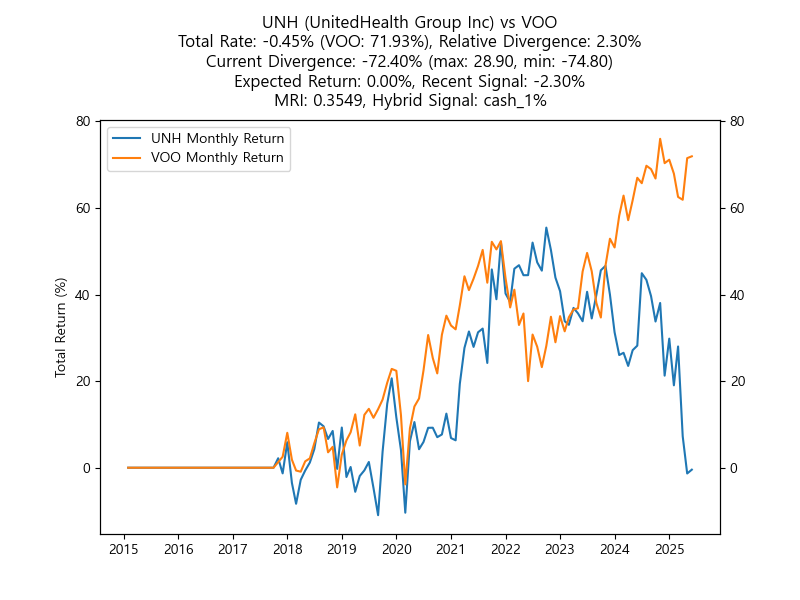 UNH (UnitedHealth Group Inc) vs VOO
Total Rate: -0.45% (VOO: 71.93%), Relative Divergence: 2.30%
Current Divergence: -72.40% (max: 28.90, min: -74.80)
Expected Return: 0.00%, Recent Signal: -2.30%
MRI: 0.3549, Hybrid Signal: cash_1%
UNH Monthly Return
VOO Monthly Return
Total Return (%)
80
60
40
20
0
80
60
40
20
0
2015 2016 2017 2018 2019 2020 2021 2022 2023 2024 2025